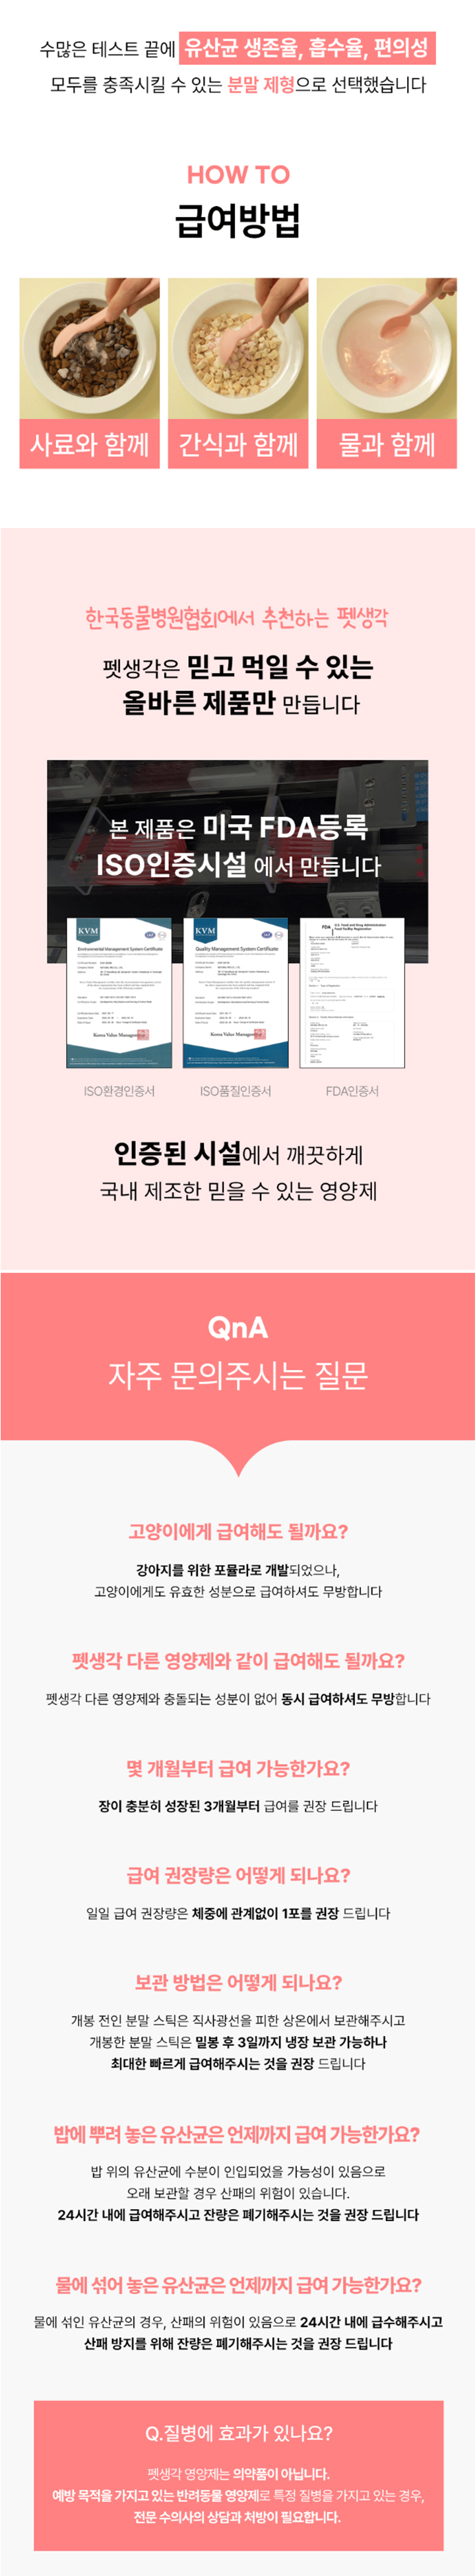 수많은 테스트 끝에 유산균 생존율, 흡수율, 편의성
모두를 충족시킬 수 있는 분말 제형으로 선택했습니다
HOW TO
급여방법
사료와 함께
간식과 함께
물과 함께
한국동물병원협회에서 추천하는 펫생각
펫생각은 믿고 먹일 수 있는
올바른 제품만 만듭니다
본 제품은 미국 FDA등록
ISO인증시설 에서 만듭니다
KVM
Environmental Management System Certificate
KVM
Quality Management System Certificate
FDA
Korea Value Management
Korea Value Management
ISO환경인증서
ISO품질인증서
FDA인증서
인증된 시설에서 깨끗하게
국내 제조한 믿을 수 있는 영양제
QnA
자주 문의주시는 질문
고양이에게 급여해도 될까요?
강아지를 위한 포뮬라로 개발되었으나,
고양이에게도 유효한 성분으로 급여하셔도 무방합니다
펫생각 다른 영양제와 같이 급여해도 될까요?
펫생각 다른 영양제와 충돌되는 성분이 없어 동시 급여하셔도 무방합니다
몇 개월부터 급여 가능한가요?
장이 충분히 성장된 3개월부터 급여를 권장 드립니다
급여 권장량은 어떻게 되나요?
일일 급여 권장량은 체중에 관계없이 1포를 권장 드립니다
보관 방법은 어떻게 되나요?
개봉 전인 분말 스틱은 직사광선을 피한 상온에서 보관해주시고
개봉한 분말 스틱은 밀봉 후 3일까지 냉장 보관 가능하나
최대한 빠르게 급여해주시는 것을 권장 드립니다
밥에 뿌려 놓은 유산균은 언제까지 급여 가능한가요?
밥 위의 유산균에 수분이 인입되었을 가능성이 있음으로
오래 보관할 경우 산패의 위험이 있습니다.
24시간 내에 급여해주시고 잔량은 폐기해주시는 것을 권장 드립니다
물에 섞어 놓은 유산균은 언제까지 급여 가능한가요?
물에 섞인 유산균의 경우, 산패의 위험이 있음으로 24시간 내에 급수해주시고
산패 방지를 위해 잔량은 폐기해주시는 것을 권장 드립니다
Q.질병에 효과가 있나요?
펫생각 영양제는 의약품이 아닙니다.
예방 목적을 가지고 있는 반려동물 영양제로 특정 질병을 가지고 있는 경우,
전문 수의사의 상담과 처방이 필요합니다.